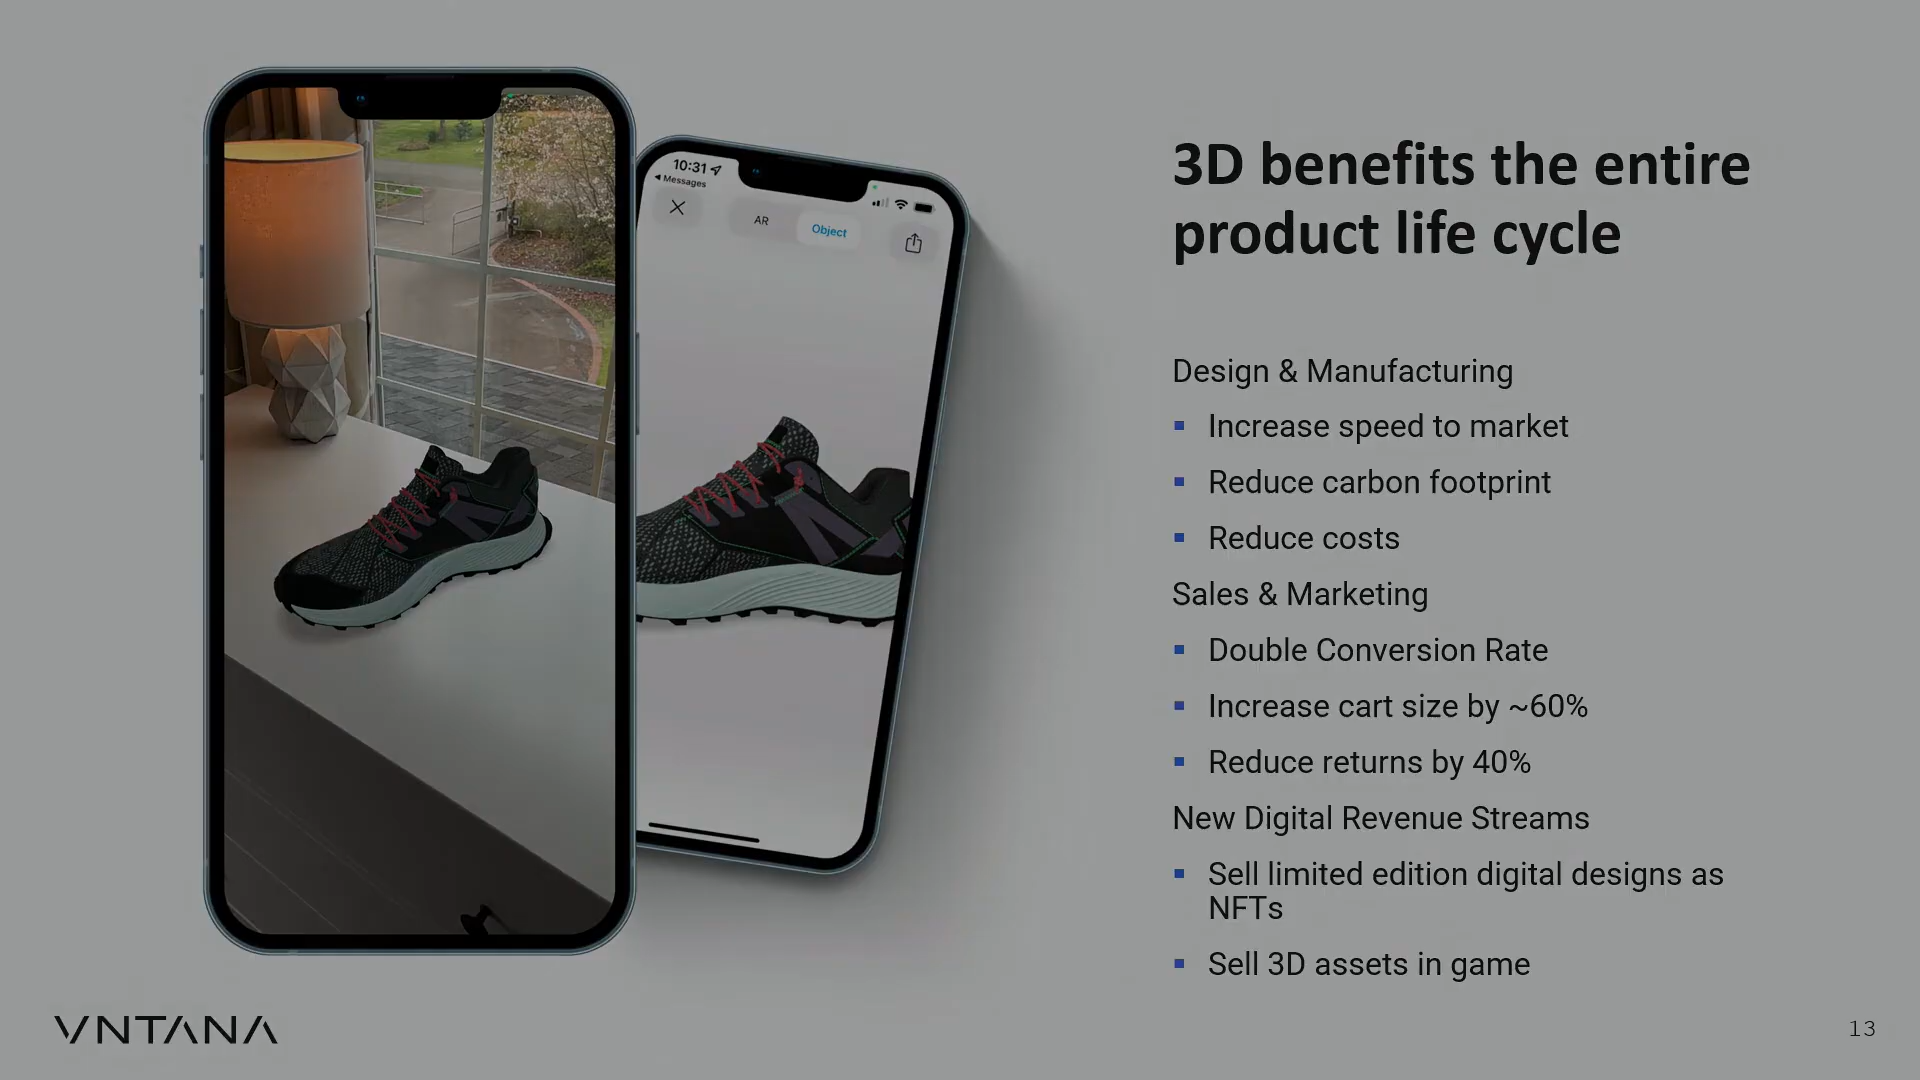 10:31
Messages
AR
Object
3D benefits the entire
product life cycle
Design & Manufacturing
▪ Increase speed to market
▪ Reduce carbon footprint
▪ Reduce costs
Sales & Marketing
▪ Double Conversion Rate
▪ Increase cart size by ~60%
▪ Reduce returns by 40%
New Digital Revenue Streams
▪ Sell limited edition digital designs as
NFTs
▪ Sell 3D assets in game
VNTANA
13